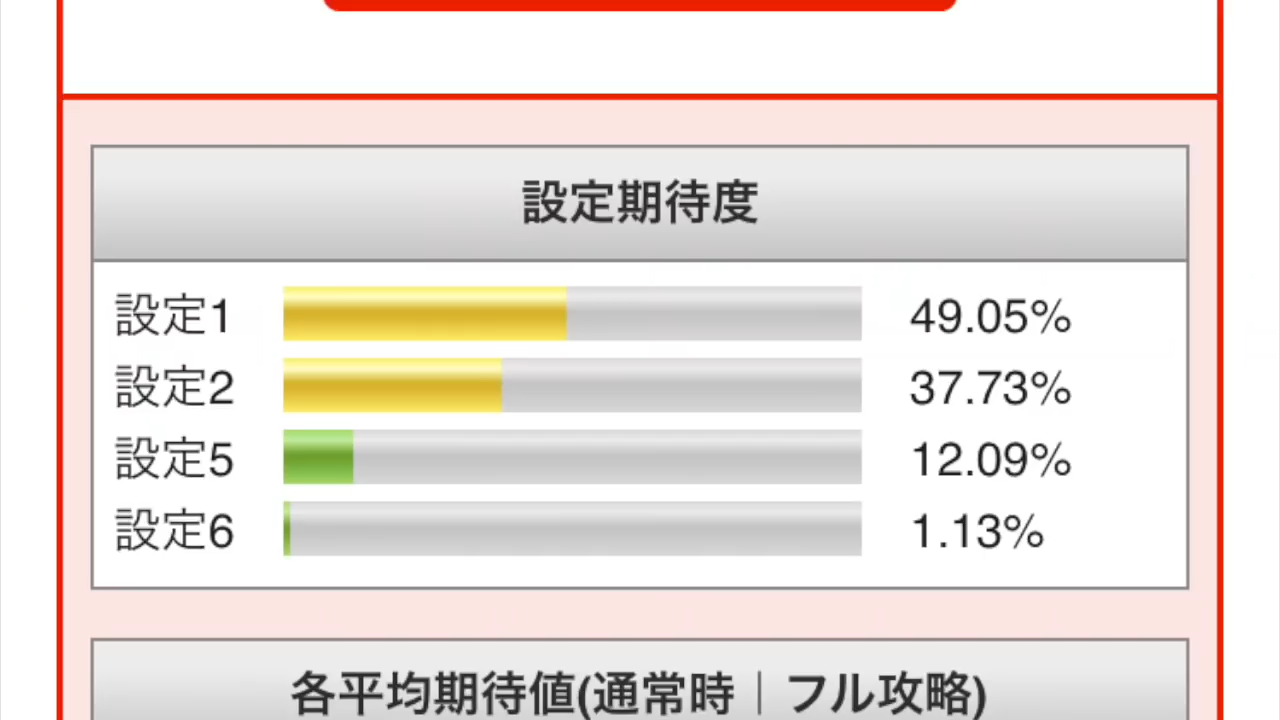 設定期待度
設定1 49.05%
設定2 37.73%
設定5 12.09%
設定6 1.13%
各平均期待値(通常時｜フル攻略)